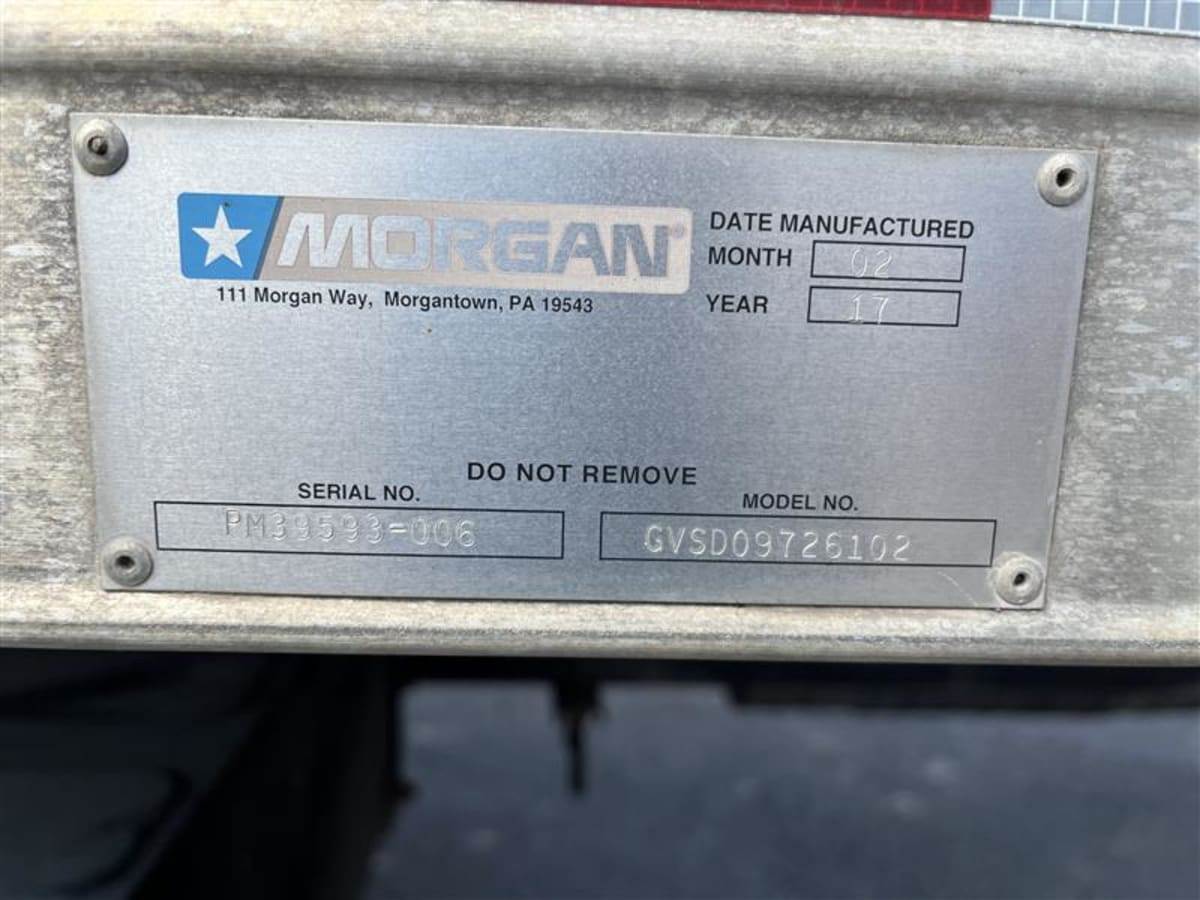 MORGAN®
111 Morgan Way, Morgantown, PA 19543
DATE MANUFACTURED
MONTH 02
YEAR 17
DO NOT REMOVE
SERIAL NO.
PM39593-006
MODEL NO.
GVSD09726102